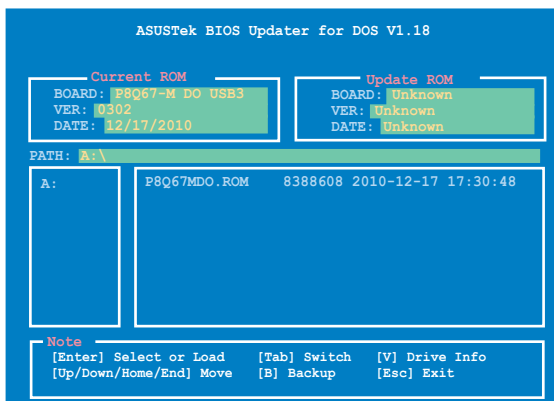 ASUSTek BIOS Updater for DOS V1.18
Current ROM
BOARD: P8Q67-M DO USB3
VER: 0302
DATE: 12/17/2010
Update ROM
BOARD: Unknown
VER: Unknown
DATE: Unknown
PATH: A:\
A:
P8Q67MDO.ROM 8388608 2010-12-17 17:30:48
Note
[Enter] Select or Load [Tab] Switch [V] Drive Info
[Up/Down/Home/End] Move [B] Backup [Esc] Exit